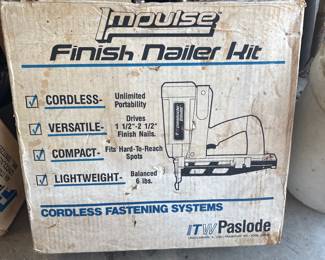 Impulse
Finish Nailer Kit
☑ CORDLESS- Unlimited Portability
☑ VERSATILE- Drives 1 1/2"-2 1/2" Finish Nails.
☑ COMPACT- Fits Hard-To-Reach Spots
☑ LIGHTWEIGHT- Balanced 6 lbs.
CORDLESS FASTENING SYSTEMS
ITW Paslode